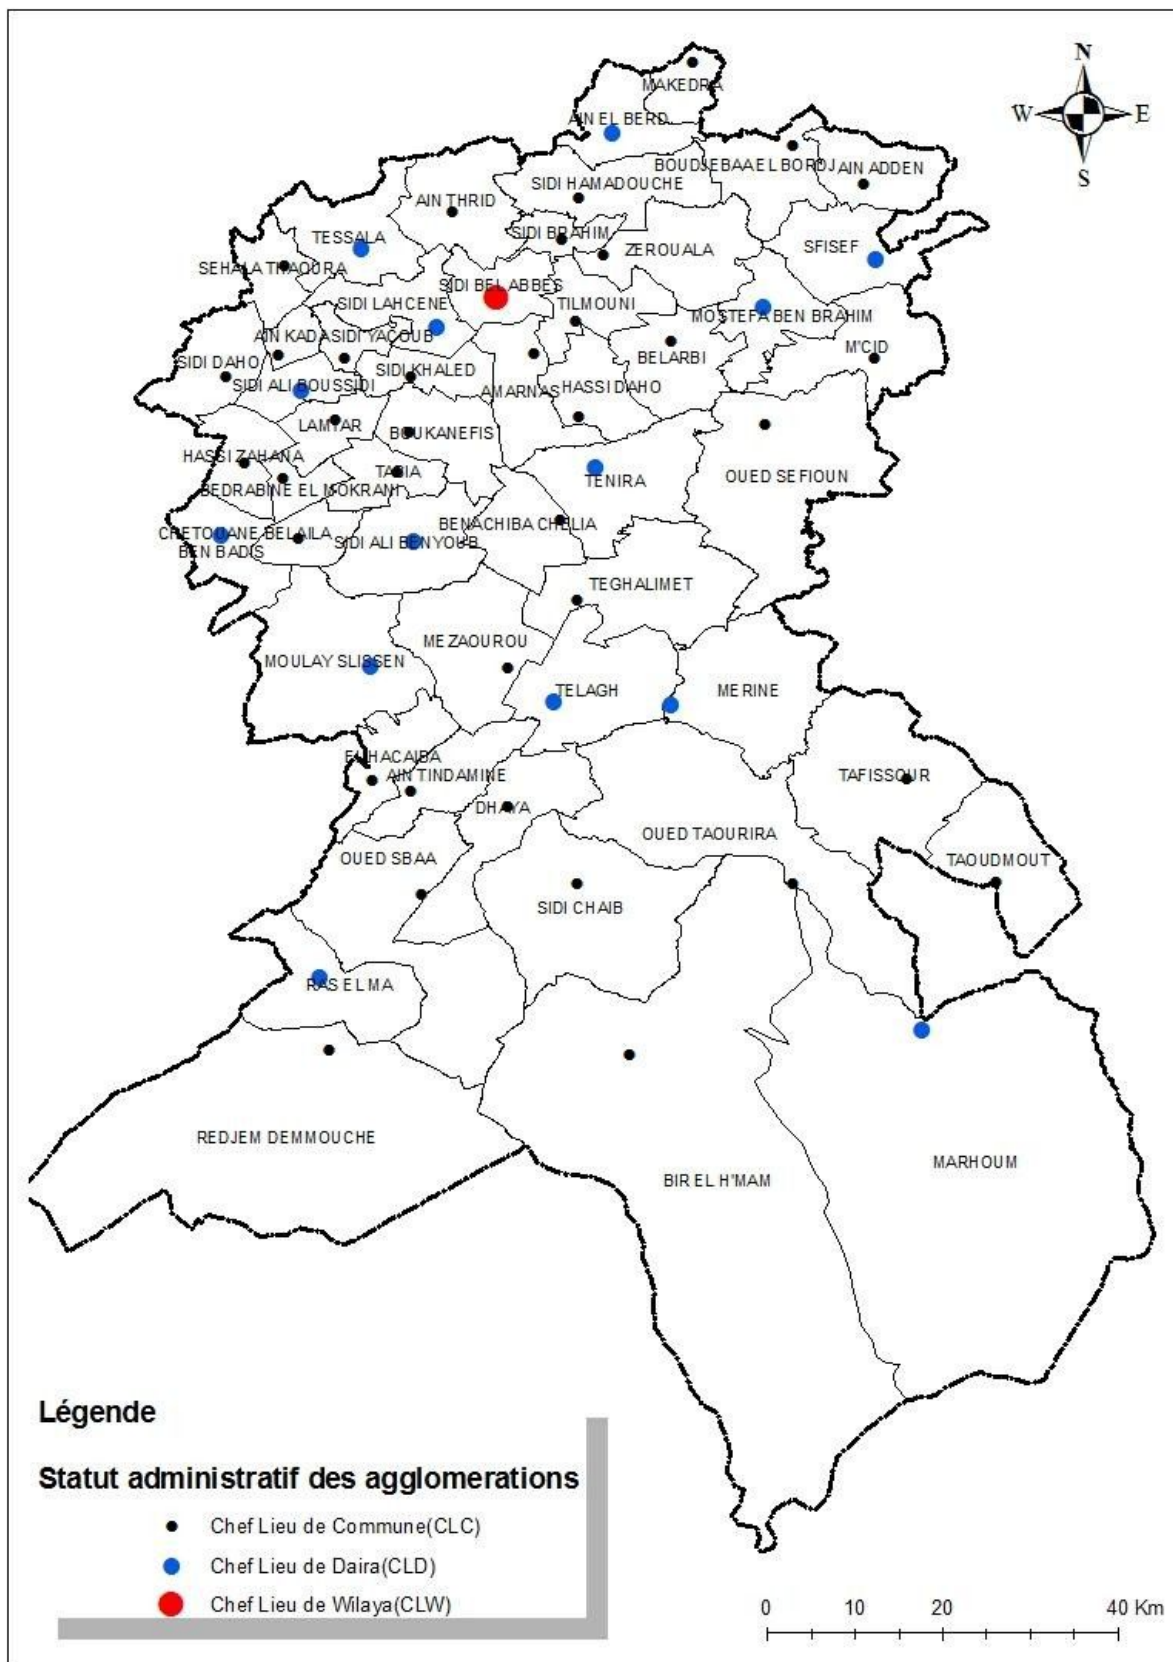 N
W E
S
MAKEDRA
AIN EL BERD
BOUDJEBAA EL BORDJ
AIN ADDEN
SIDI HAMADOUCHE
AIN THRID
SIDI BRAHIM
TESSALA
ZEROUALA
SFISEF
SEHALA THAOURA
SIDI BEL ABBES
SIDI LAHCENE
TILMOUNI
MOSTEFA BEN BRAHIM
AIN KADA
SIDI YACOUB
BELARBI
M'CID
SIDI DAHO
SIDI ALI BOUSSIDI
SIDI KHALED
AMARNAS
HASSI DAHO
LAMYAR
BOUKANEFIS
HASSI ZAHANA
TABIA
TENIRA
OUED SEFIOUN
BEDRABINE EL MOKRANI
BENACHIBA CHELIA
CHETOUANE BELAILA
BEN BADIS
SIDI ALI BENYOUB
TEGHALIMET
MEZAOUROU
MOULAY SLISSEN
TELAGH
MERINE
EL HACAIBA
AIN TINDAMINE
TAFISSOUR
DHAYA
OUED TAOURIRA
OUED SBAA
TAOUDMOUT
SIDI CHAIB
RAS EL MA
REDJEM DEMMOUCHE
BIR EL H'MAM
MARHOUM
Légende
Statut administratif des agglomerations
Chef Lieu de Commune(CLC)
Chef Lieu de Daira(CLD)
Chef Lieu de Wilaya(CLW)
0 10 20 40 Km